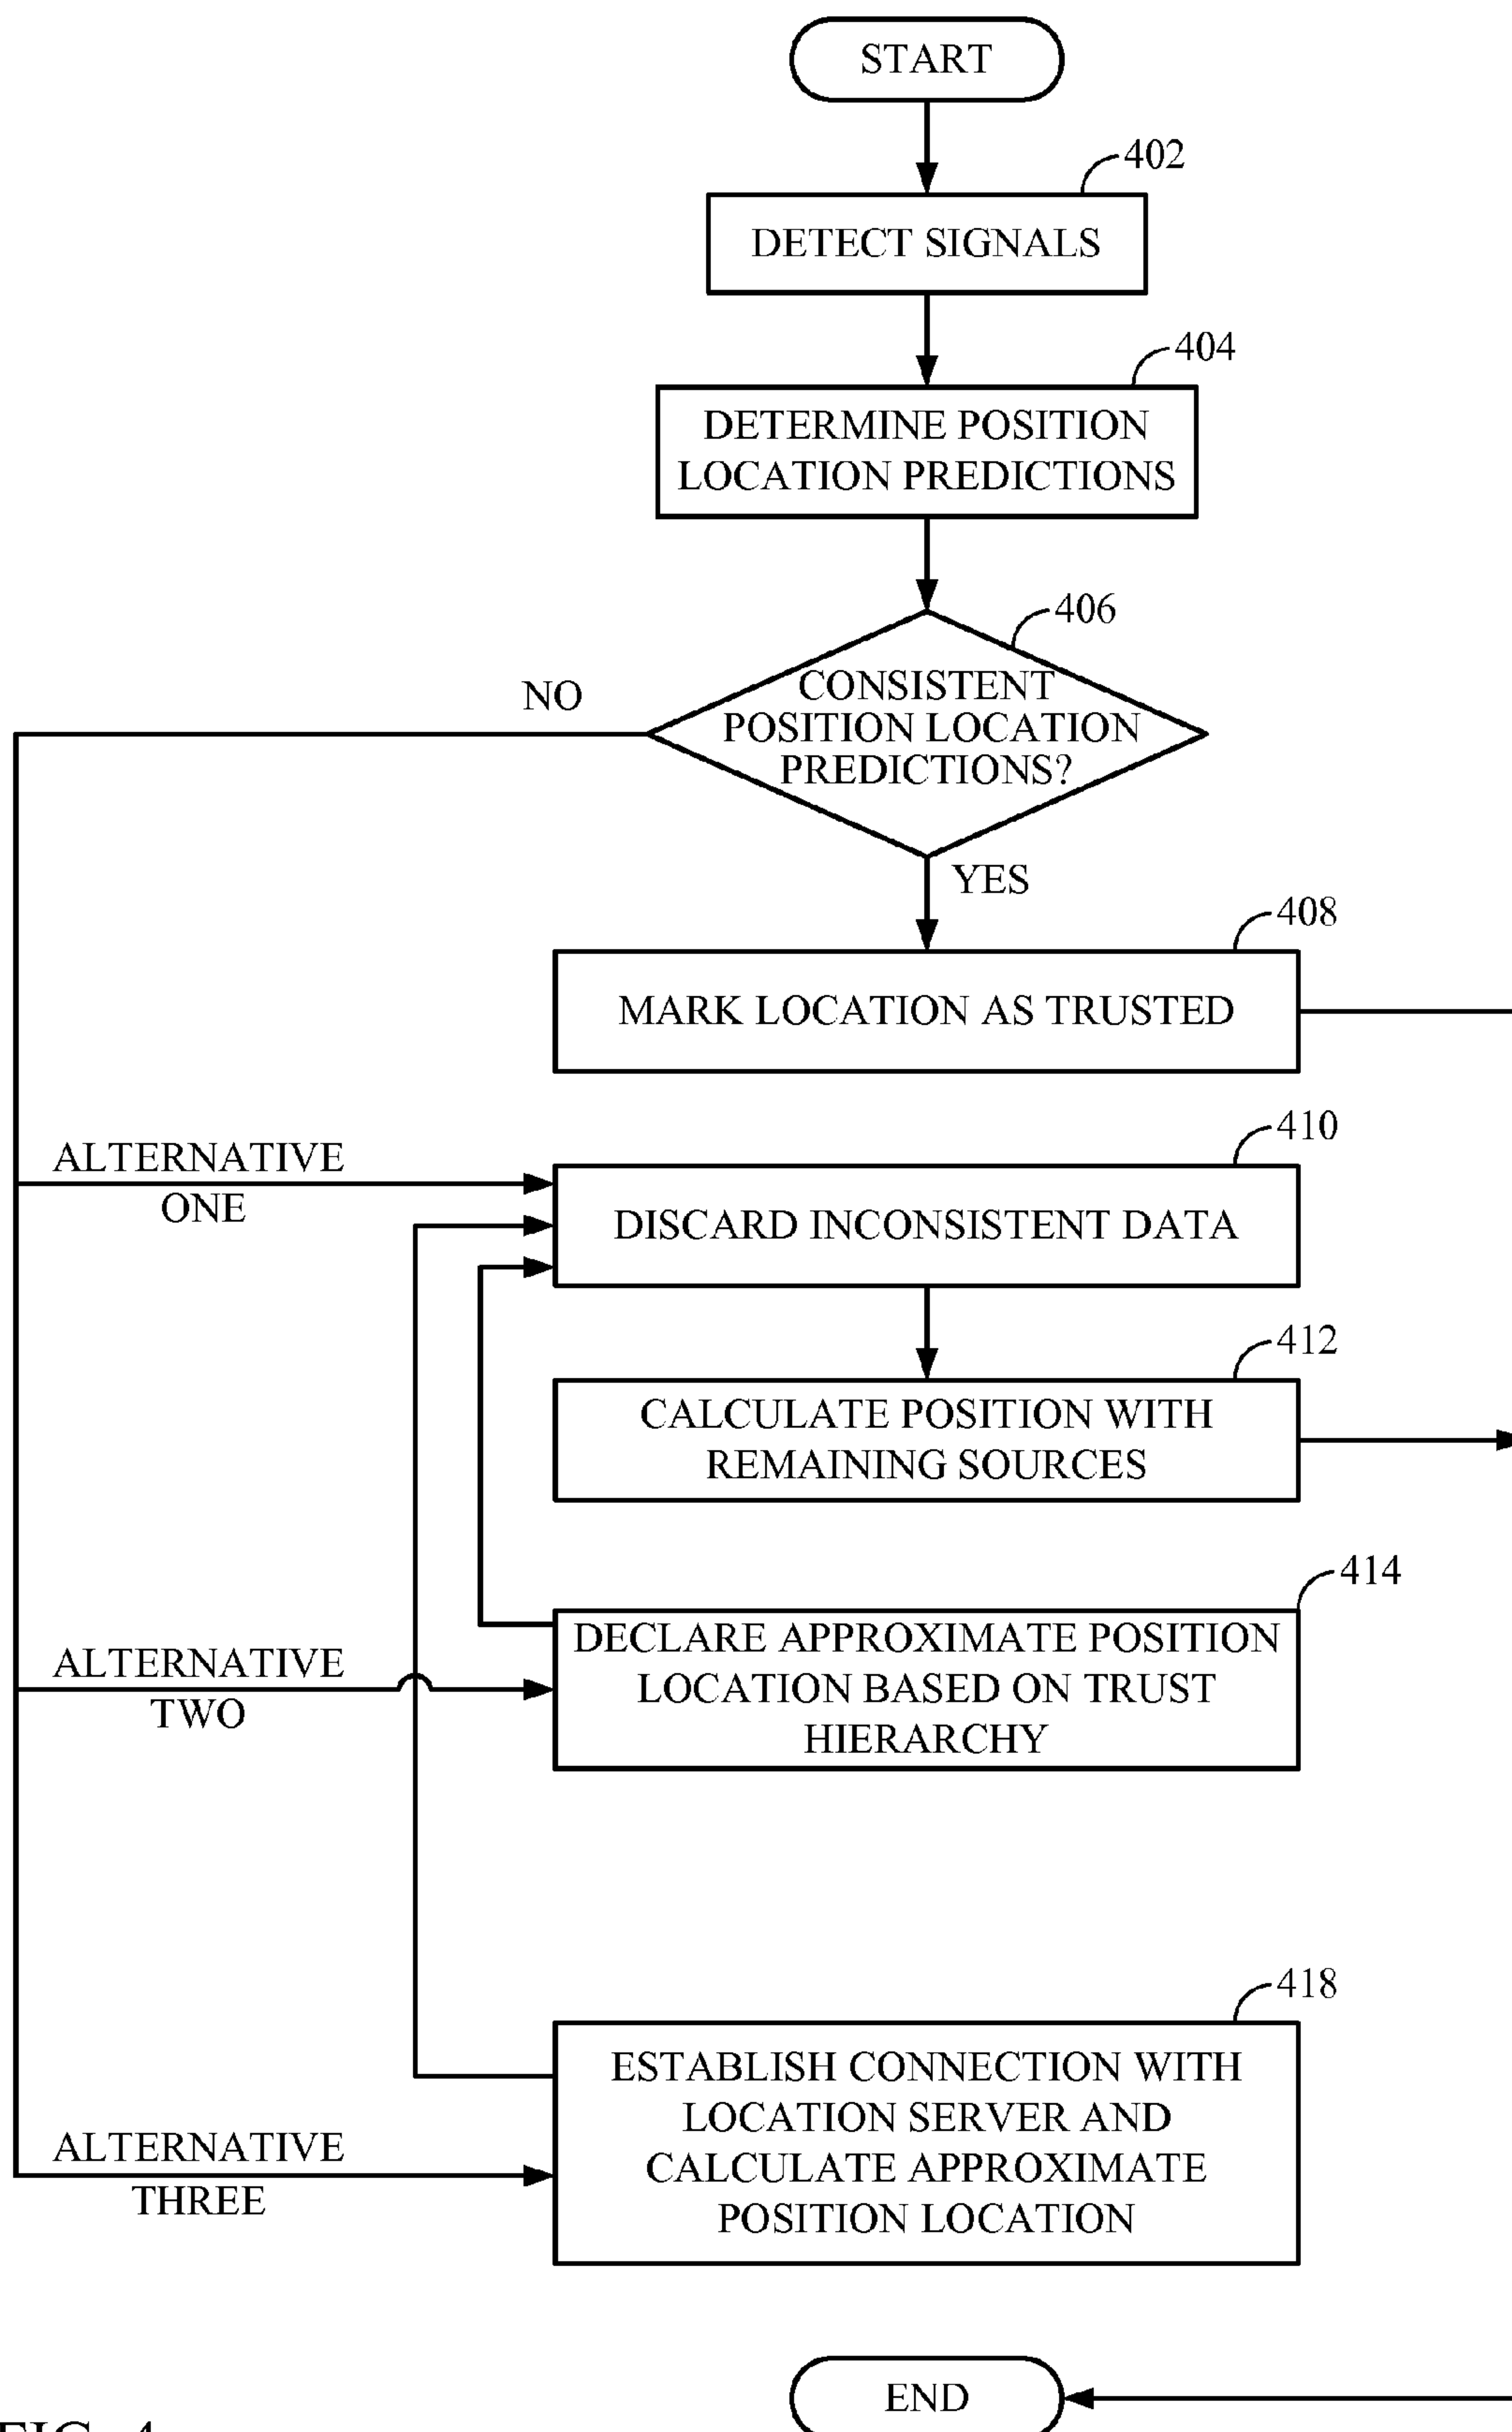 START
402
DETECT SIGNALS
404
DETERMINE POSITION
LOCATION PREDICTIONS
406
CONSISTENT
POSITION LOCATION
PREDICTIONS?
NO
YES
408
MARK LOCATION AS TRUSTED
410
ALTERNATIVE
ONE
DISCARD INCONSISTENT DATA
412
CALCULATE POSITION WITH
REMAINING SOURCES
414
ALTERNATIVE
TWO
DECLARE APPROXIMATE POSITION
LOCATION BASED ON TRUST
HIERARCHY
418
ALTERNATIVE
THREE
ESTABLISH CONNECTION WITH
LOCATION SERVER AND
CALCULATE APPROXIMATE
POSITION LOCATION
END
FIG. 4